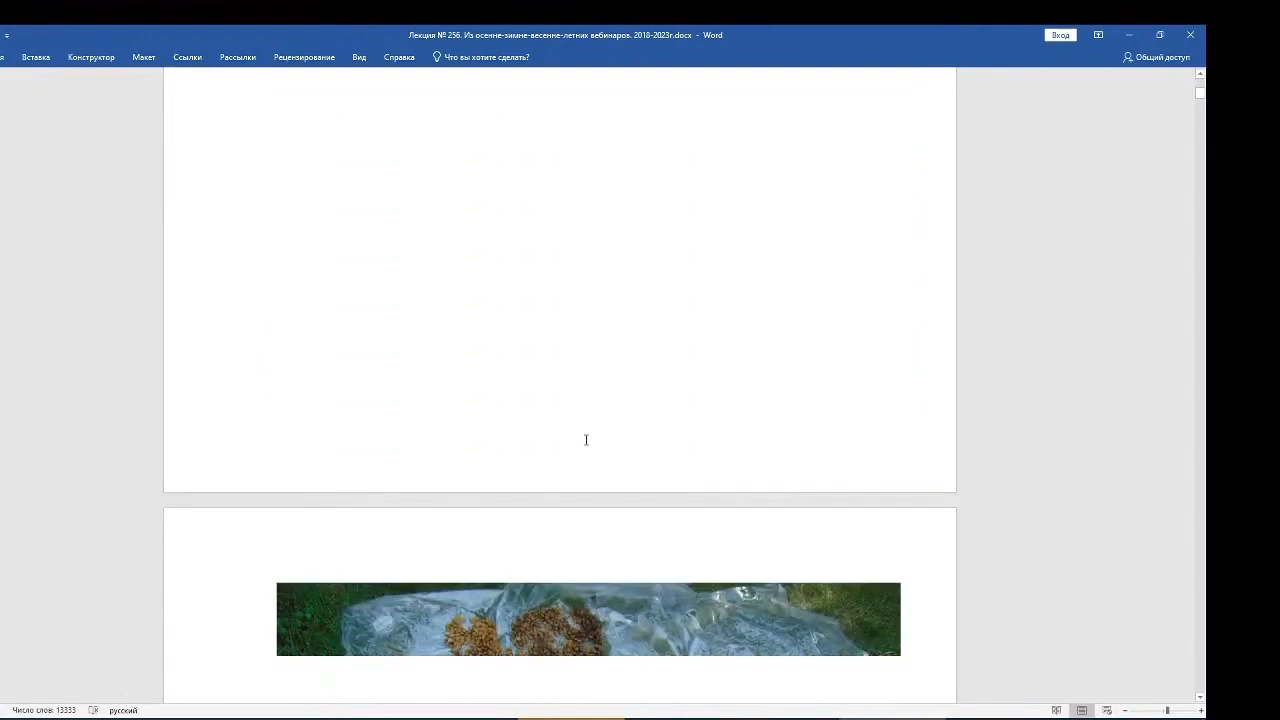 Лекция № 256. Из осенне-зимне-весенне-летних вебинаров. 2018-2023г.docx - Word
Вход
я Вставка Конструктор Макет Ссылки Рассылки Рецензирование Вид Справка Что вы хотите сделать? Общий доступ
Число слов: 13333 русский